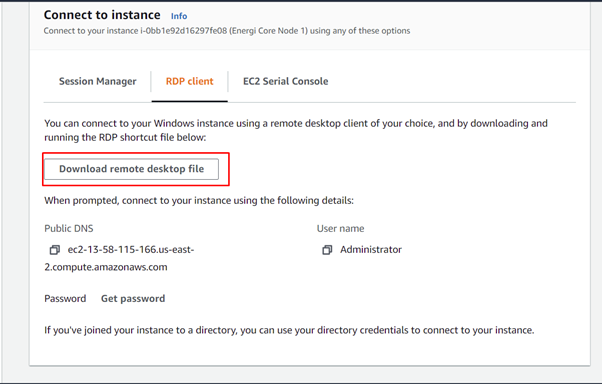 Connect to instance Info
Connect to your instance i-0bb1e92d16297fe08 (Energi Core Node 1) using any of these options
Session Manager RDP client EC2 Serial Console
You can connect to your Windows instance using a remote desktop client of your choice, and by downloading and
running the RDP shortcut file below:
Download remote desktop file
When prompted, connect to your instance using the following details:
Public DNS User name
ec2-13-58-115-166.us-east- Administrator
2.compute.amazonaws.com
Password Get password
If you've joined your instance to a directory, you can use your directory credentials to connect to your instance.